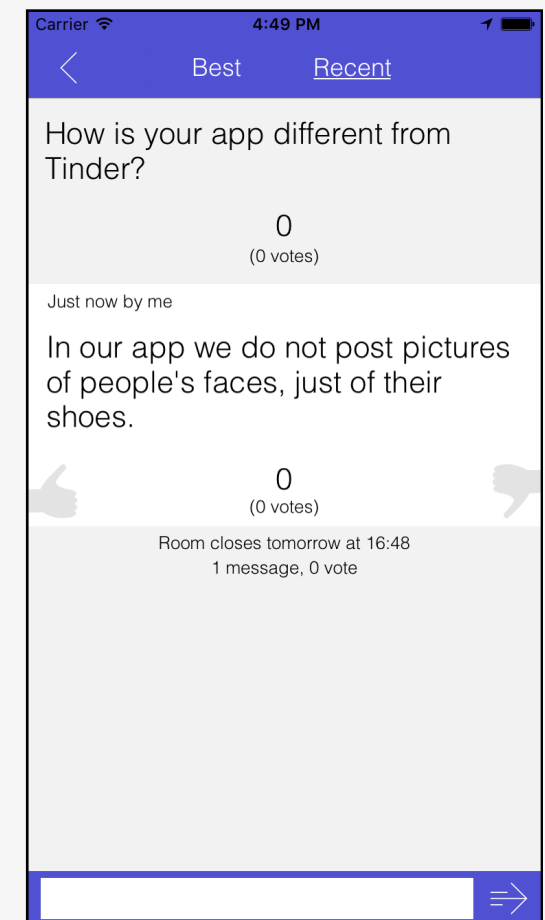 Carrier 4:49 PM
Best Recent
How is your app different from
Tinder?
0
(0 votes)
Just now by me
In our app we do not post pictures
of people's faces, just of their
shoes.
0
(0 votes)
Room closes tomorrow at 16:48
1 message, 0 vote